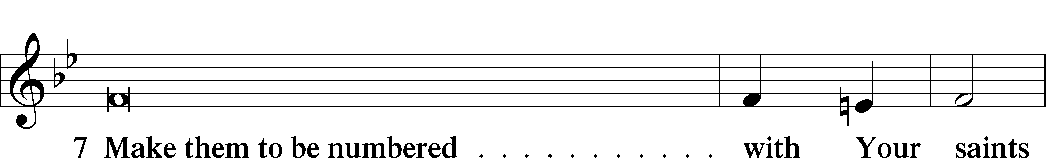 7 Make them to be numbered . . . . . . . . . . . with Your saints